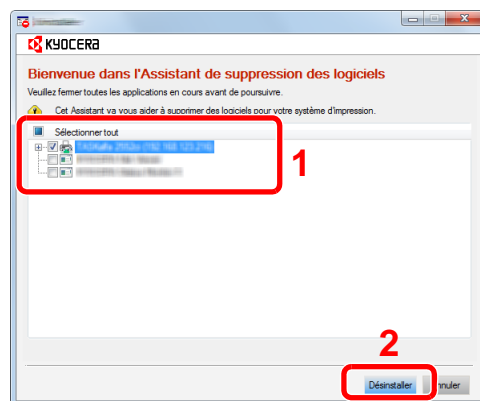 KYOCERA
Bienvenue dans l'Assistant de suppression des logiciels
Veuillez fermer toutes les applications en cours avant de poursuivre.
Cet Assistant va vous aider à supprimer des logiciels pour votre système d'impression.
Sélectionner tout
1
2
Désinstaller
nnuler